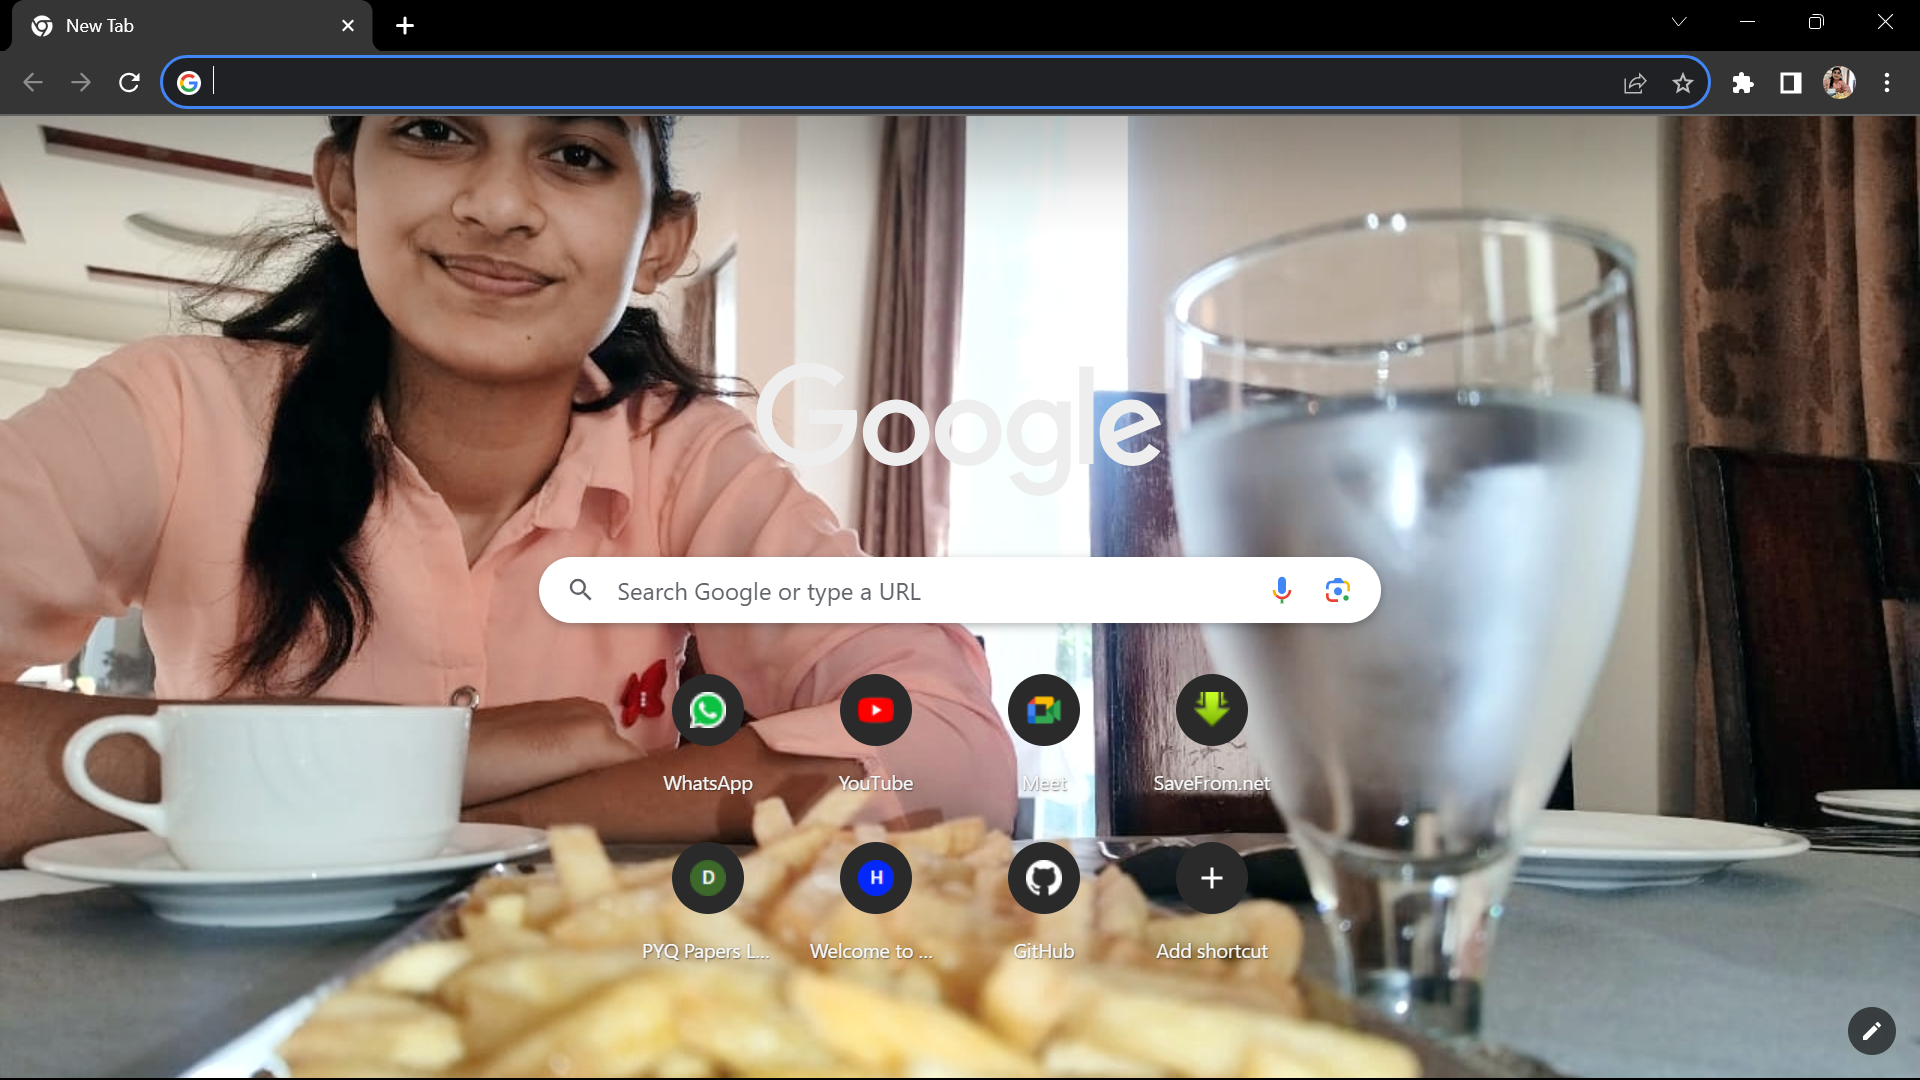 New Tab
Google
Search Google or type a URL
WhatsApp
YouTube
Meet
SaveFrom.net
D
H
PYQ Papers L...
Welcome to ...
GitHub
Add shortcut